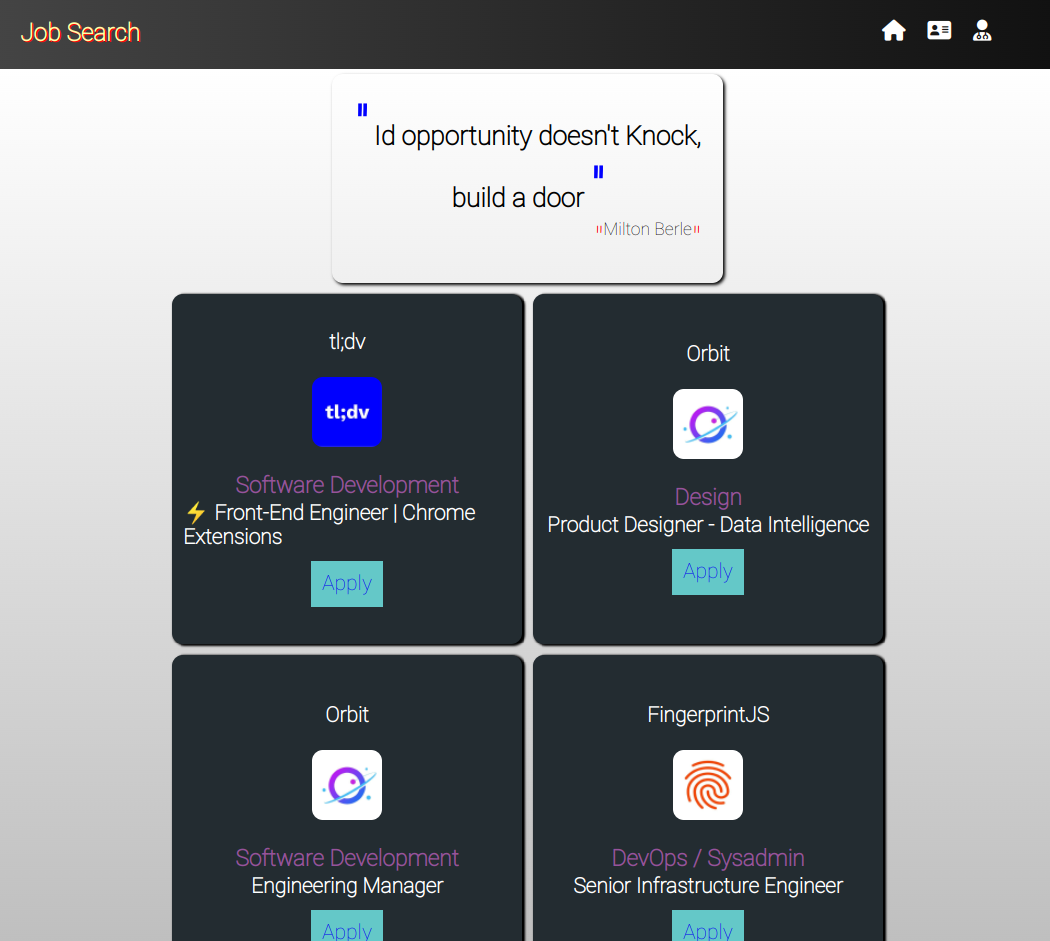 Job Search
" Id opportunity doesn't Knock,
build a door "
"Milton Berle"
tl;dv
tl;dv
Software Development
⚡ Front-End Engineer | Chrome
Extensions
Apply
Orbit
Design
Product Designer - Data Intelligence
Apply
Orbit
Software Development
Engineering Manager
Apply
FingerprintJS
DevOps / Sysadmin
Senior Infrastructure Engineer
Apply